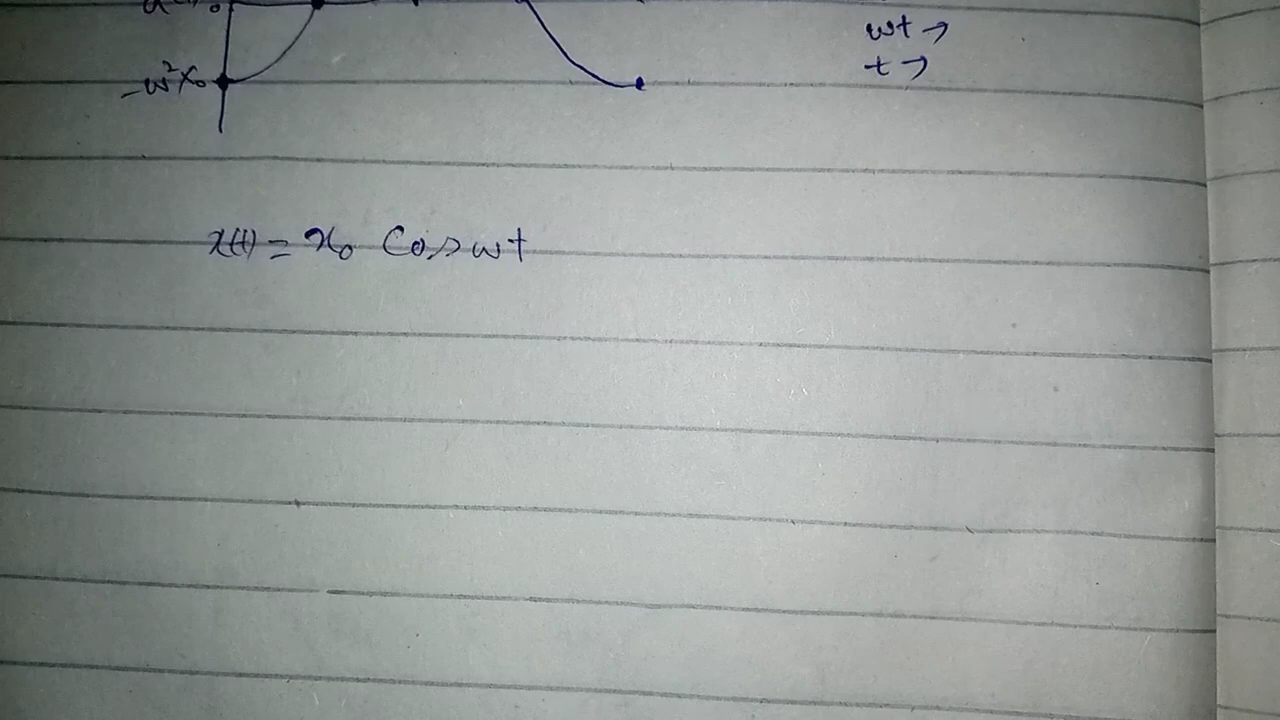 ωt →
t →
-ω²x₀
x(t) = x₀ Cos ωt